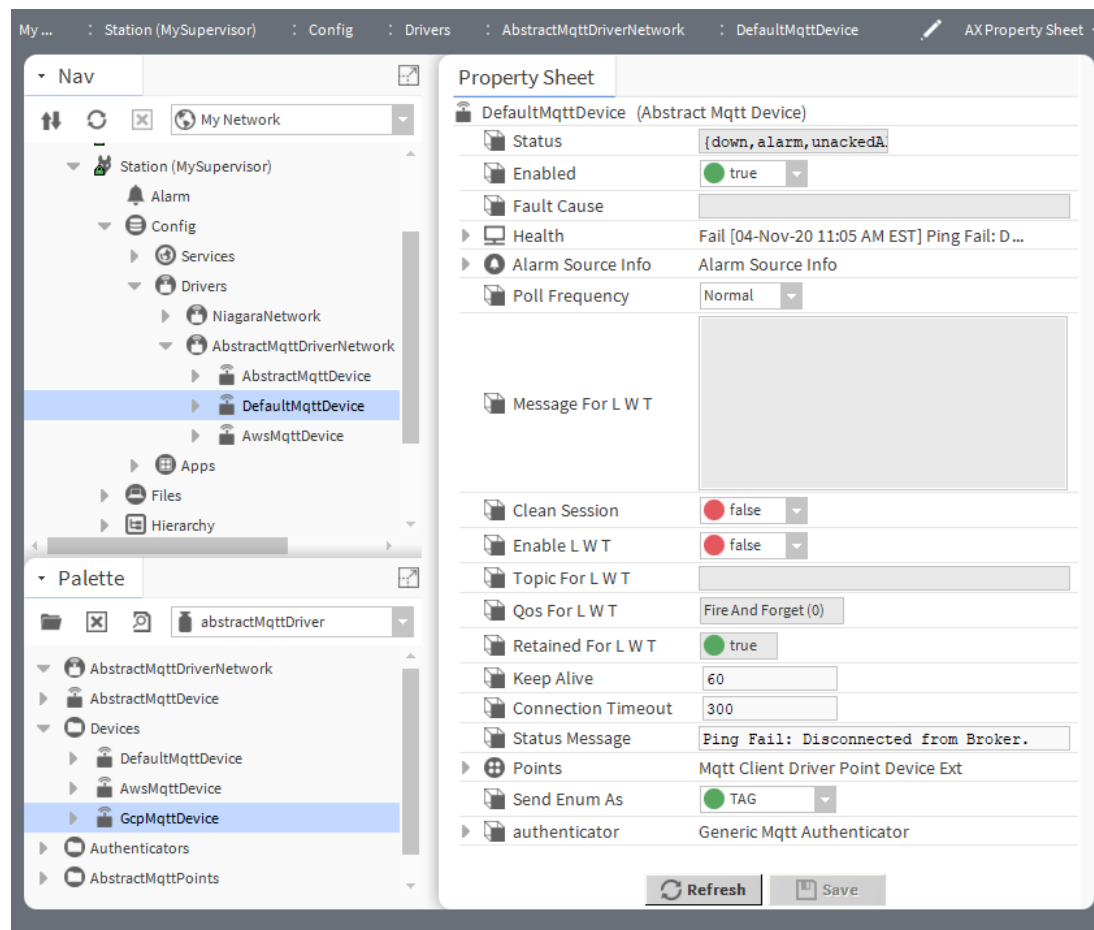 My ... : Station (MySupervisor) : Config : Drivers : AbstractMqttDriverNetwork : DefaultMqttDevice AX Property Sheet
Nav
My Network
Station (MySupervisor)
Alarm
Config
Services
Drivers
NiagaraNetwork
AbstractMqttDriverNetwork
AbstractMqttDevice
DefaultMqttDevice
AwsMqttDevice
Apps
Files
Hierarchy
Palette
abstractMqttDriver
AbstractMqttDriverNetwork
AbstractMqttDevice
Devices
DefaultMqttDevice
AwsMqttDevice
GcpMqttDevice
Authenticators
AbstractMqttPoints
Property Sheet
DefaultMqttDevice (Abstract Mqtt Device)
Status {down,alarm,unackedA
Enabled true
Fault Cause
Health Fail [04-Nov-20 11:05 AM EST] Ping Fail: D...
Alarm Source Info Alarm Source Info
Poll Frequency Normal
Message For L W T
Clean Session false
Enable L W T false
Topic For L W T
Qos For L W T Fire And Forget (0)
Retained For L W T true
Keep Alive 60
Connection Timeout 300
Status Message Ping Fail: Disconnected from Broker.
Points Mqtt Client Driver Point Device Ext
Send Enum As TAG
authenticator Generic Mqtt Authenticator
Refresh Save